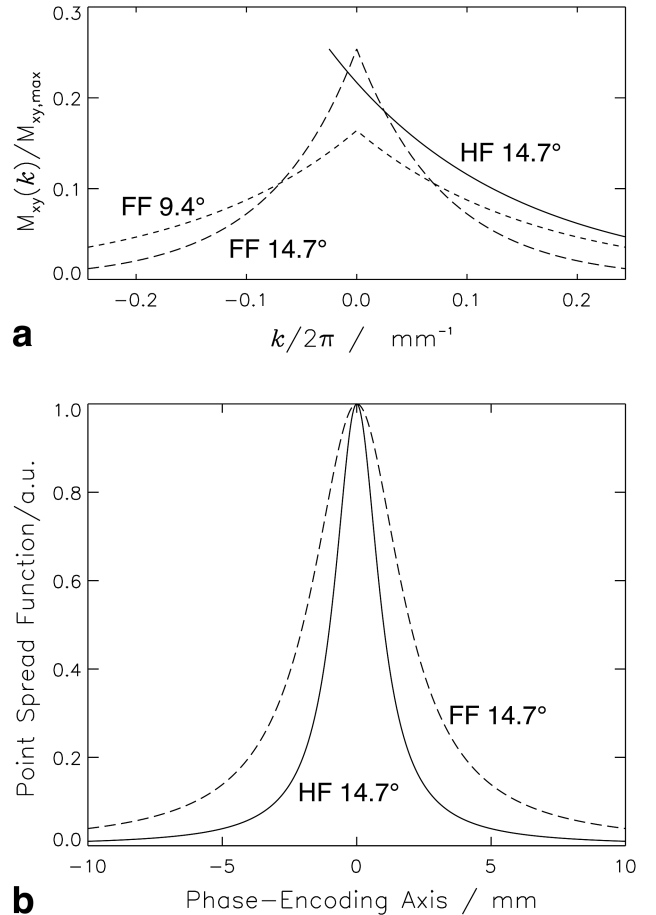 0.3
0.2
0.1
0.0
M_xy(k)/M_xy,max
HF 14.7°
FF 9.4°
FF 14.7°
−0.2 −0.1 0.0 0.1 0.2
k/2π / mm⁻¹
a
1.0
0.8
0.6
0.4
0.2
0.0
Point Spread Function/a.u.
FF 14.7°
HF 14.7°
−10 −5 0 5 10
Phase−Encoding Axis / mm
b